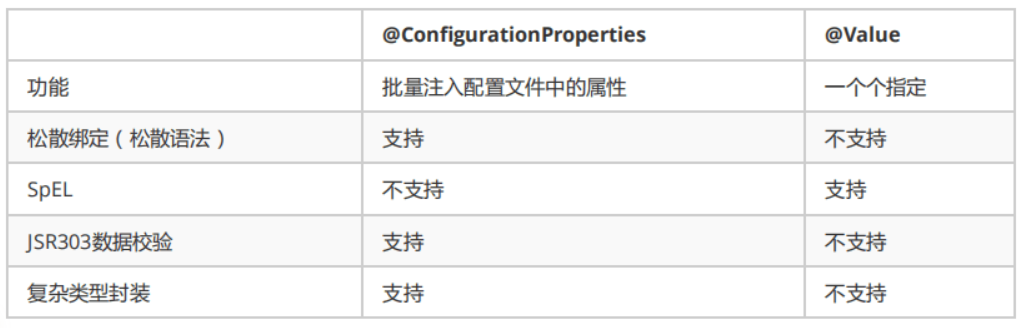 @ConfigurationProperties @Value
功能 批量注入配置文件中的属性 一个个指定
松散绑定（松散语法） 支持 不支持
SpEL 不支持 支持
JSR303数据校验 支持 不支持
复杂类型封装 支持 不支持